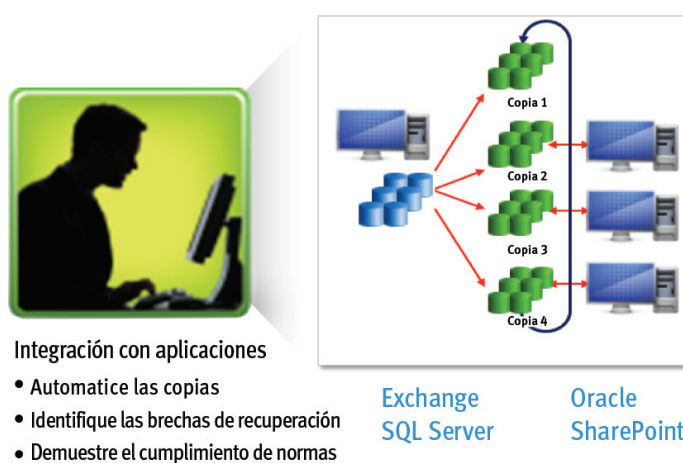 Copia 1
Copia 2
Copia 3
Copia 4
Integración con aplicaciones
• Automatice las copias
• Identifique las brechas de recuperación
• Demuestre el cumplimiento de normas
Exchange
Oracle
SQL Server
SharePoint